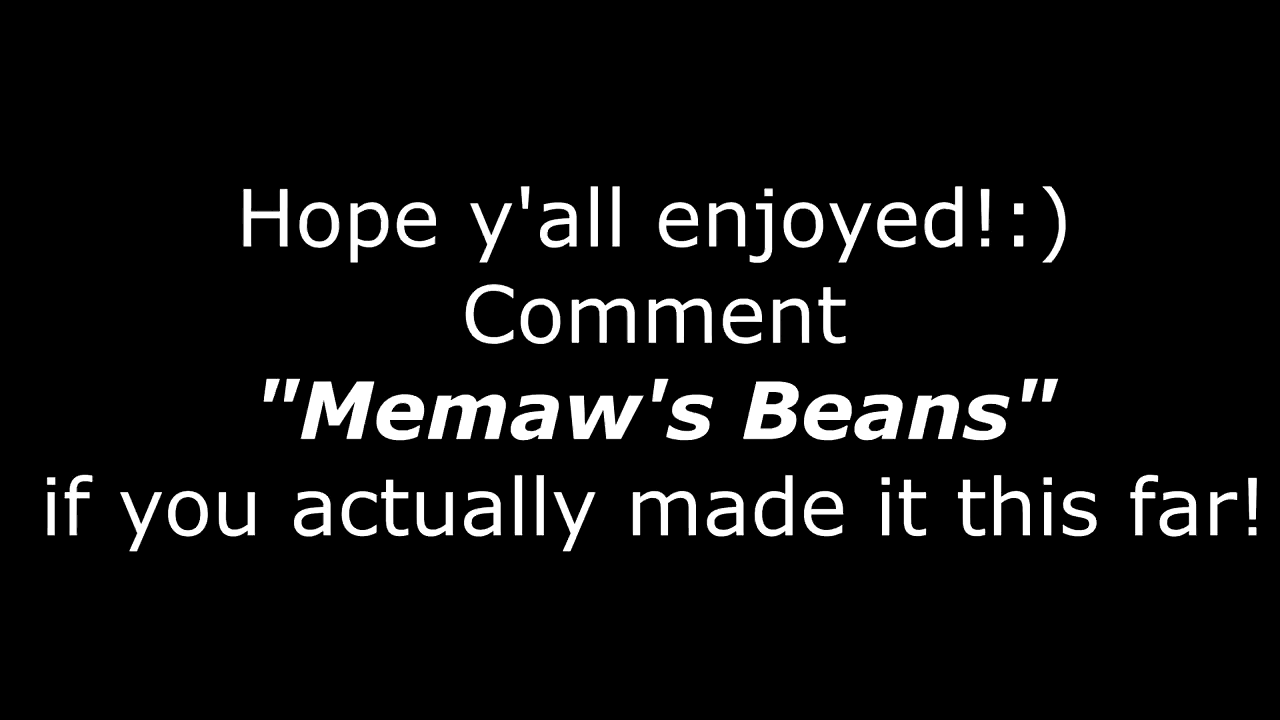 Hope y'all enjoyed!:)
Comment
"Memaw's Beans"
if you actually made it this far!